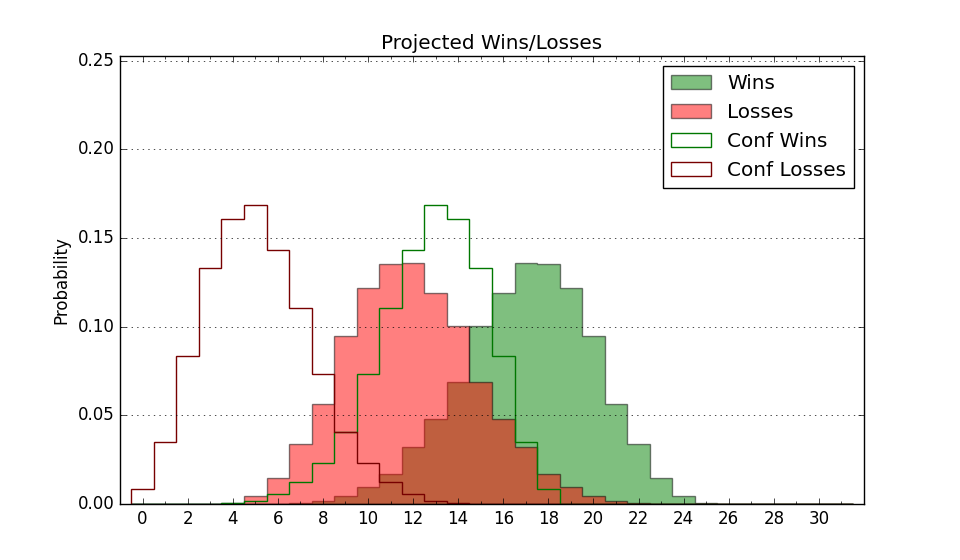 Projected Wins/Losses
0.25
0.20
0.15
0.10
0.05
0.00
Probability
Wins
Losses
Conf Wins
Conf Losses
0 2 4 6 8 10 12 14 16 18 20 22 24 26 28 30